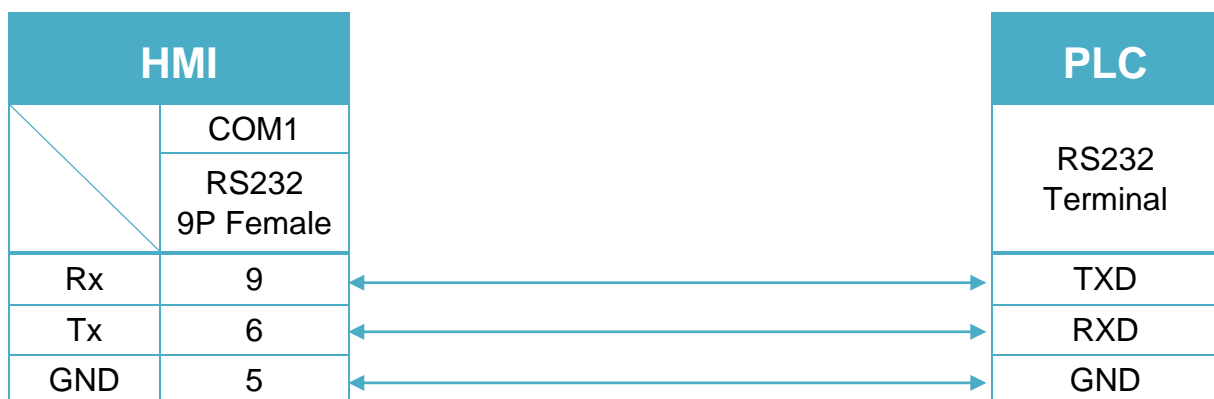 HMI
PLC
COM1
RS232
9P Female
RS232
Terminal
Rx 9 TXD
Tx 6 RXD
GND 5 GND